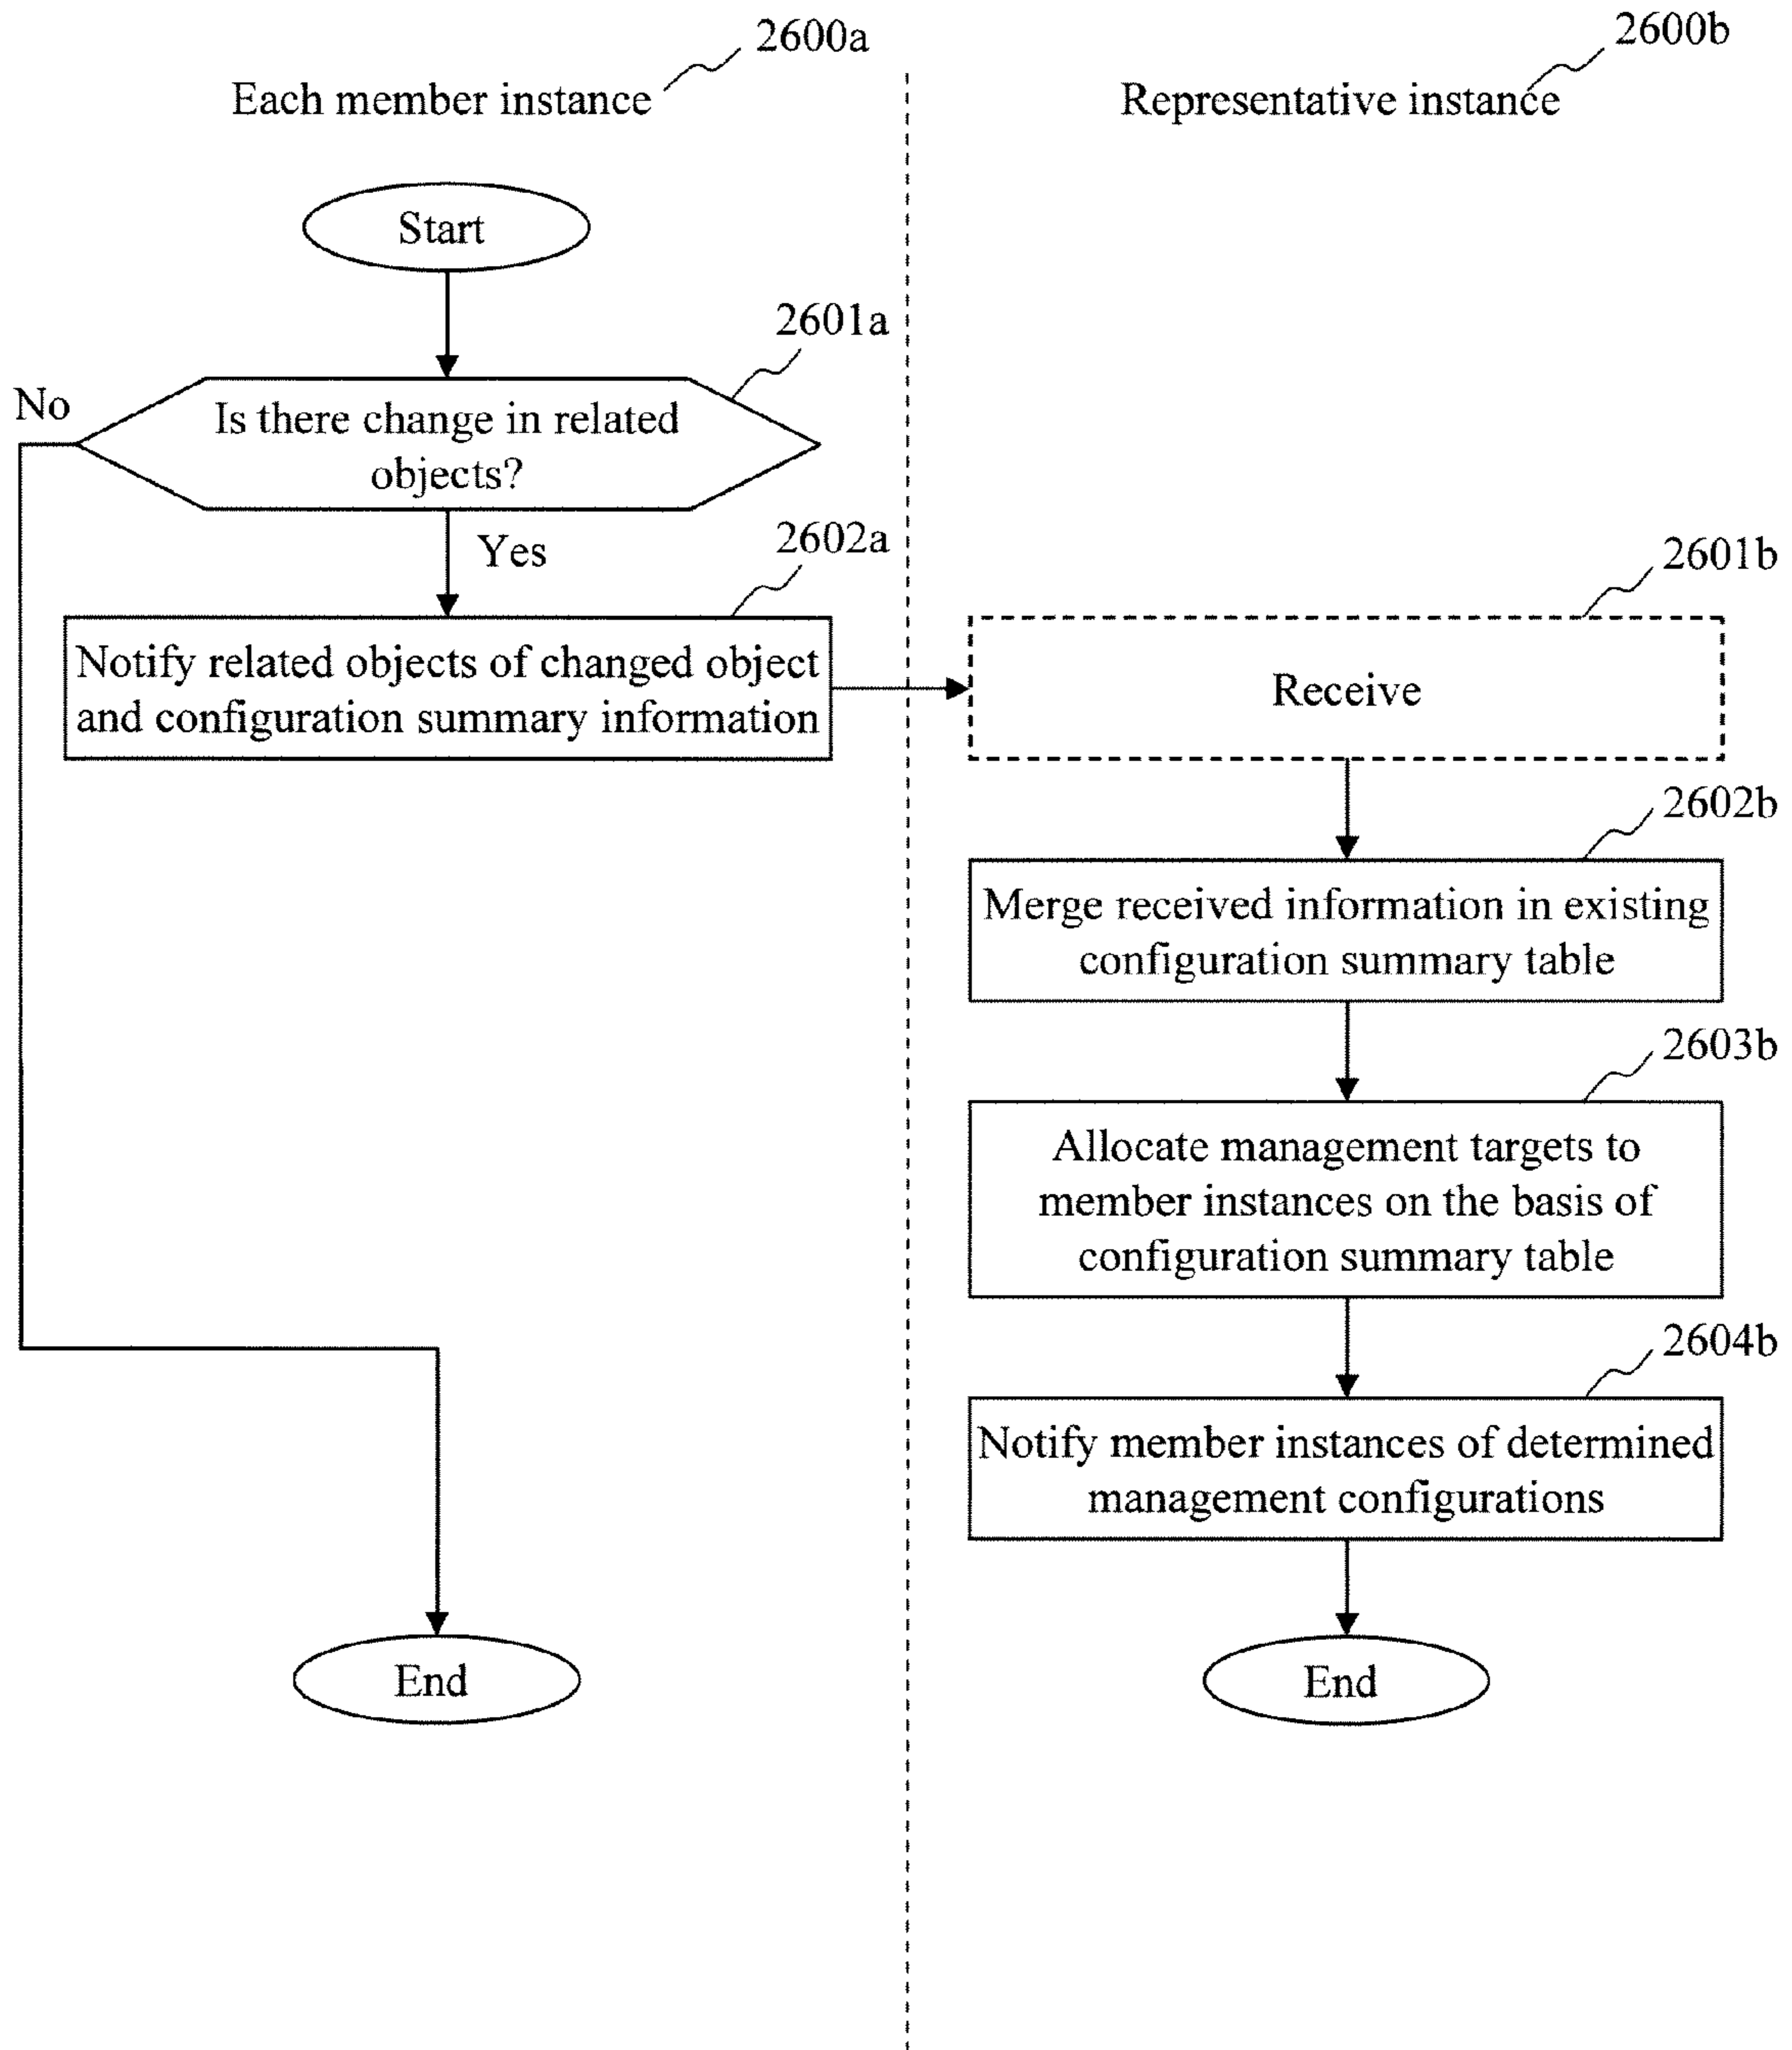 2600a
Each member instance
2600b
Representative instance
Start
2601a
No
Is there change in related
objects?
Yes
2602a
Notify related objects of changed object
and configuration summary information
2601b
Receive
2602b
Merge received information in existing
configuration summary table
2603b
Allocate management targets to
member instances on the basis of
configuration summary table
2604b
Notify member instances of determined
management configurations
End
End